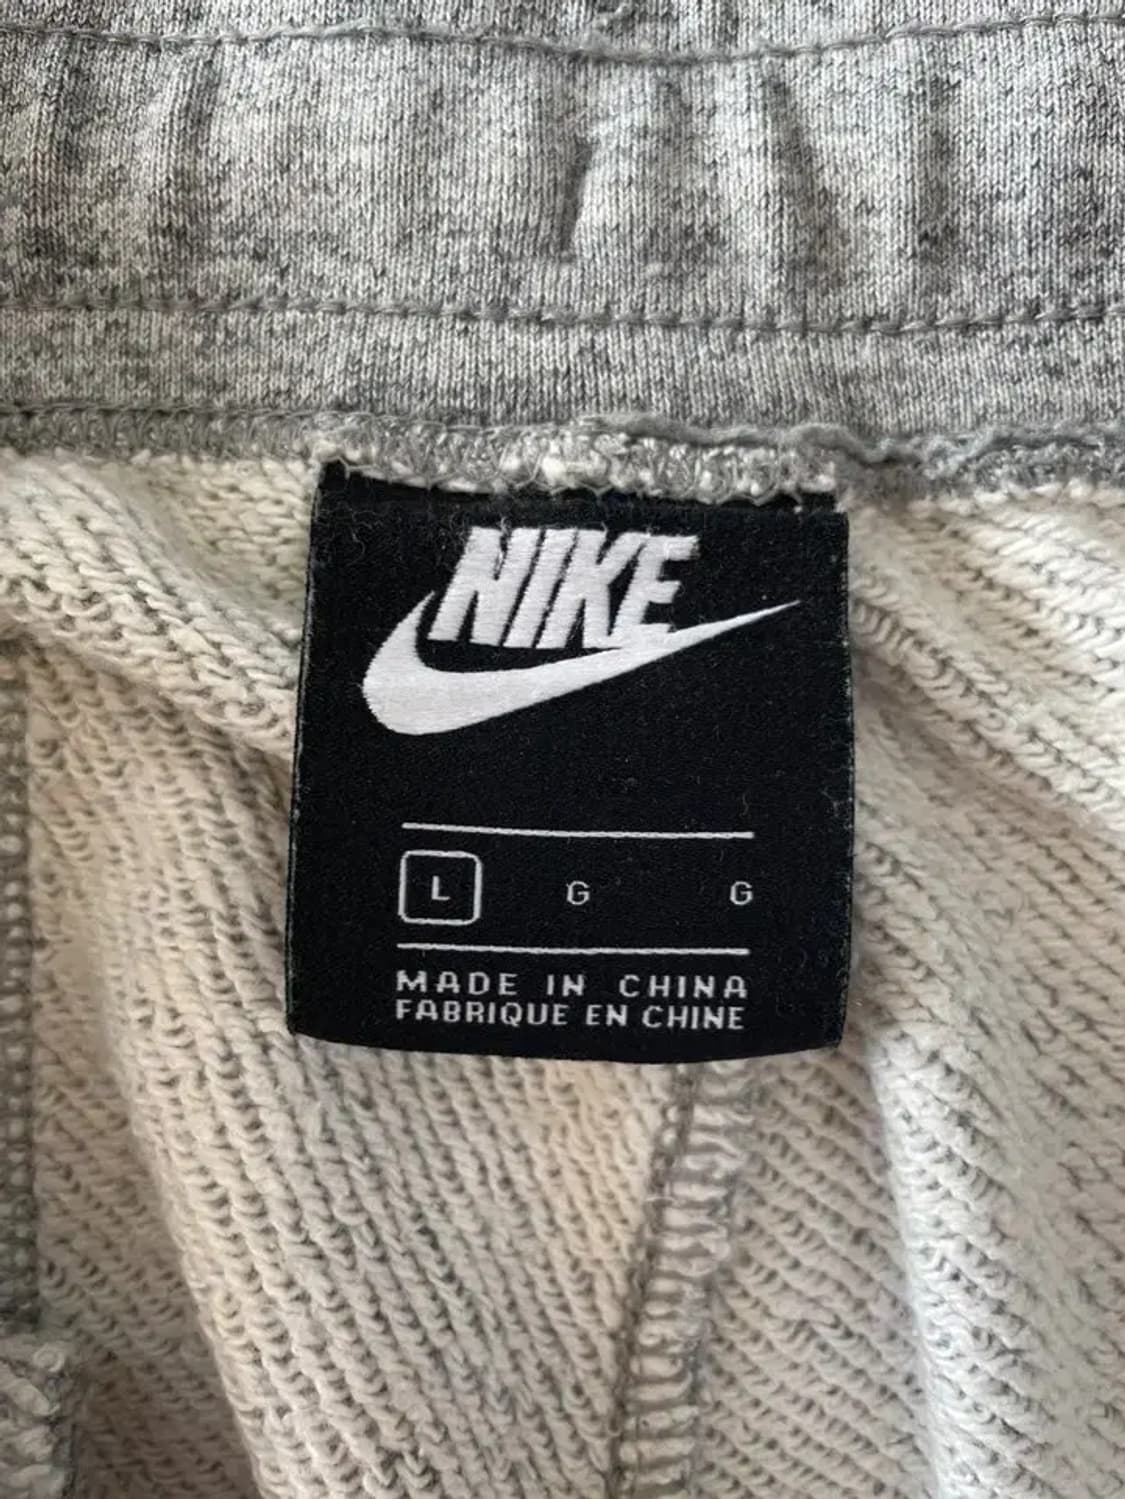 NIKE
L G G
MADE IN CHINA
FABRIQUE EN CHINE